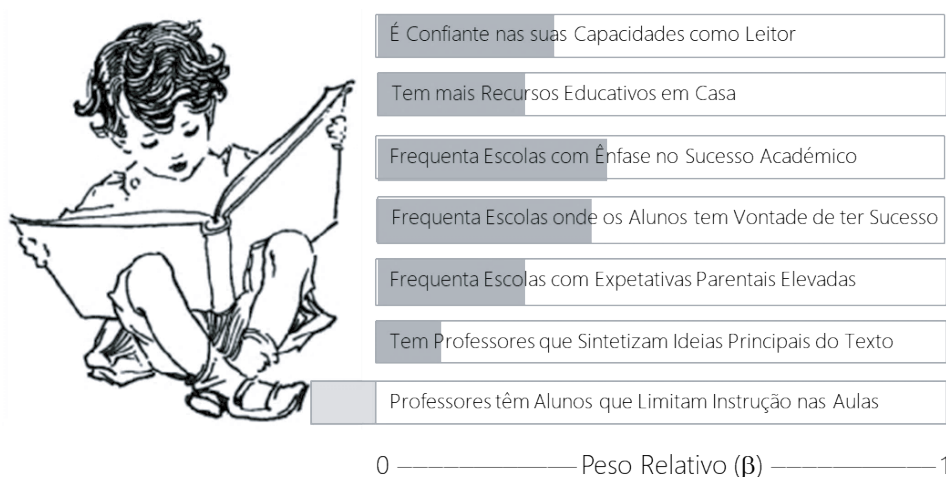 É Confiante nas suas Capacidades como Leitor
Tem mais Recursos Educativos em Casa
Frequenta Escolas com Ênfase no Sucesso Académico
Frequenta Escolas onde os Alunos tem Vontade de ter Sucesso
Frequenta Escolas com Expetativas Parentais Elevadas
Tem Professores que Sintetizam Ideias Principais do Texto
Professores têm Alunos que Limitam Instrução nas Aulas
0 Peso Relativo (β) 1